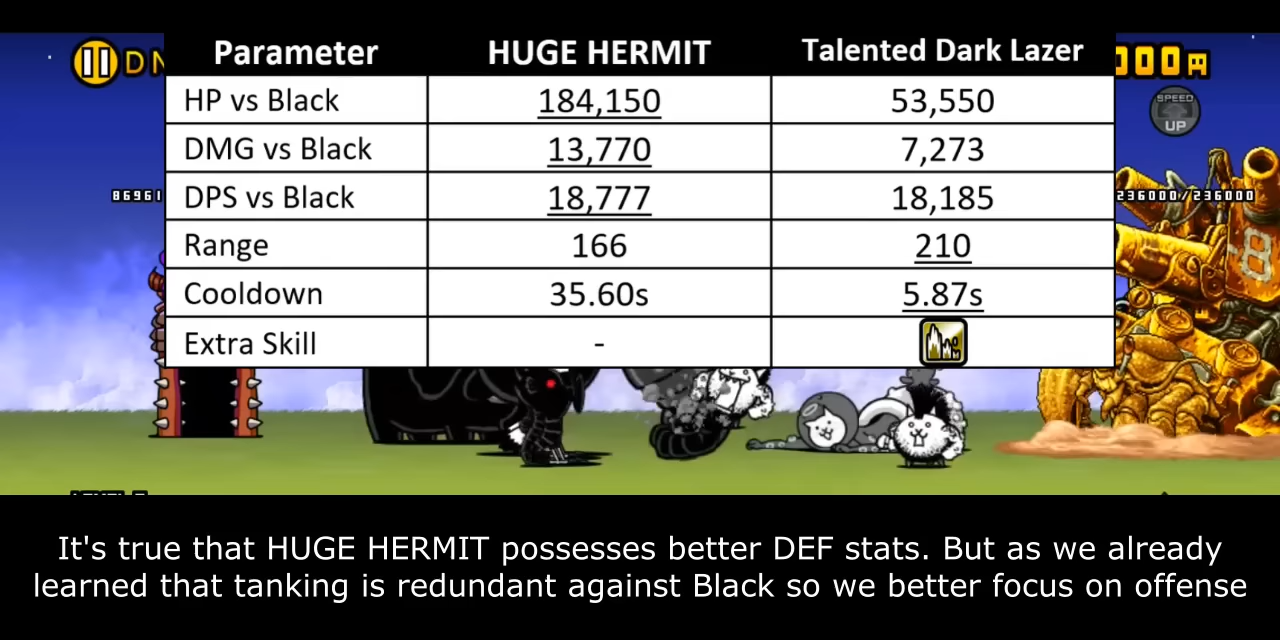 Parameter HUGE HERMIT Talented Dark Lazer
HP vs Black 184,150 53,550
DMG vs Black 13,770 7,273
DPS vs Black 18,777 18,185
Range 166 210
Cooldown 35.60s 5.87s
Extra Skill -
SPEED
UP
236000/236000
8
It's true that HUGE HERMIT possesses better DEF stats. But as we already
learned that tanking is redundant against Black so we better focus on offense